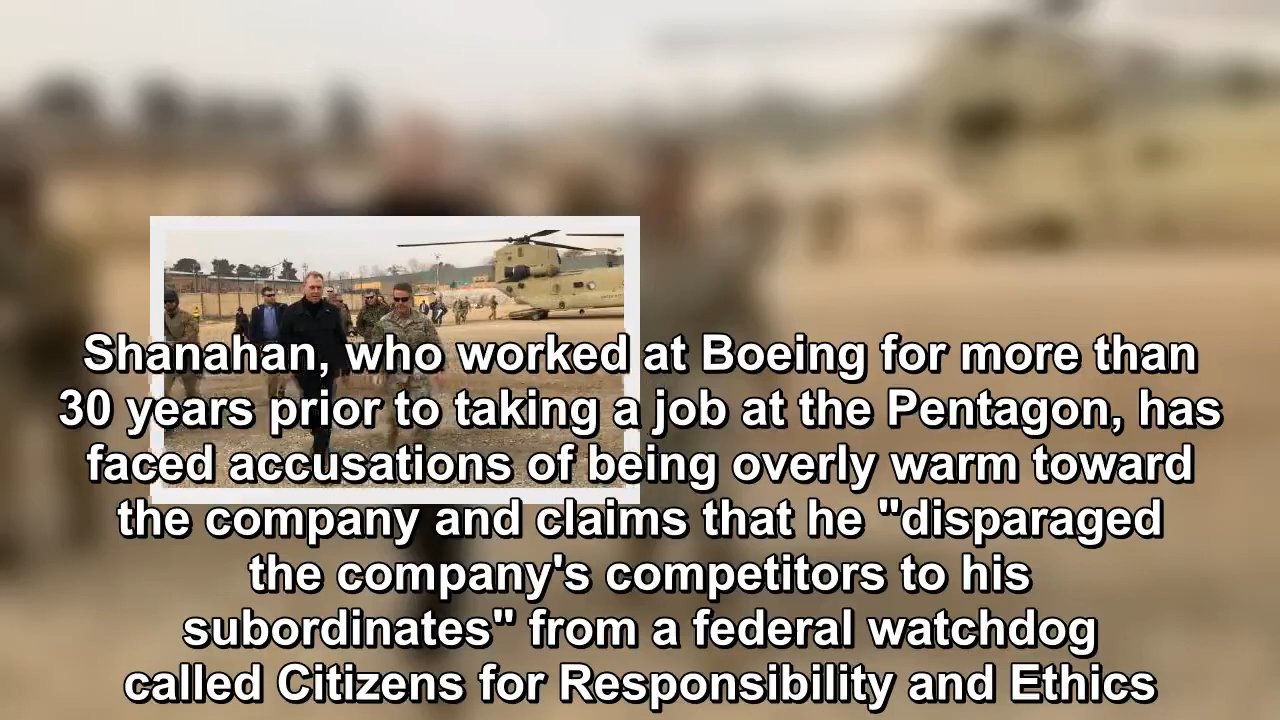 Shanahan, who worked at Boeing for more than
30 years prior to taking a job at the Pentagon, has
faced accusations of being overly warm toward
the company and claims that he "disparaged
the company's competitors to his
subordinates" from a federal watchdog
called Citizens for Responsibility and Ethics